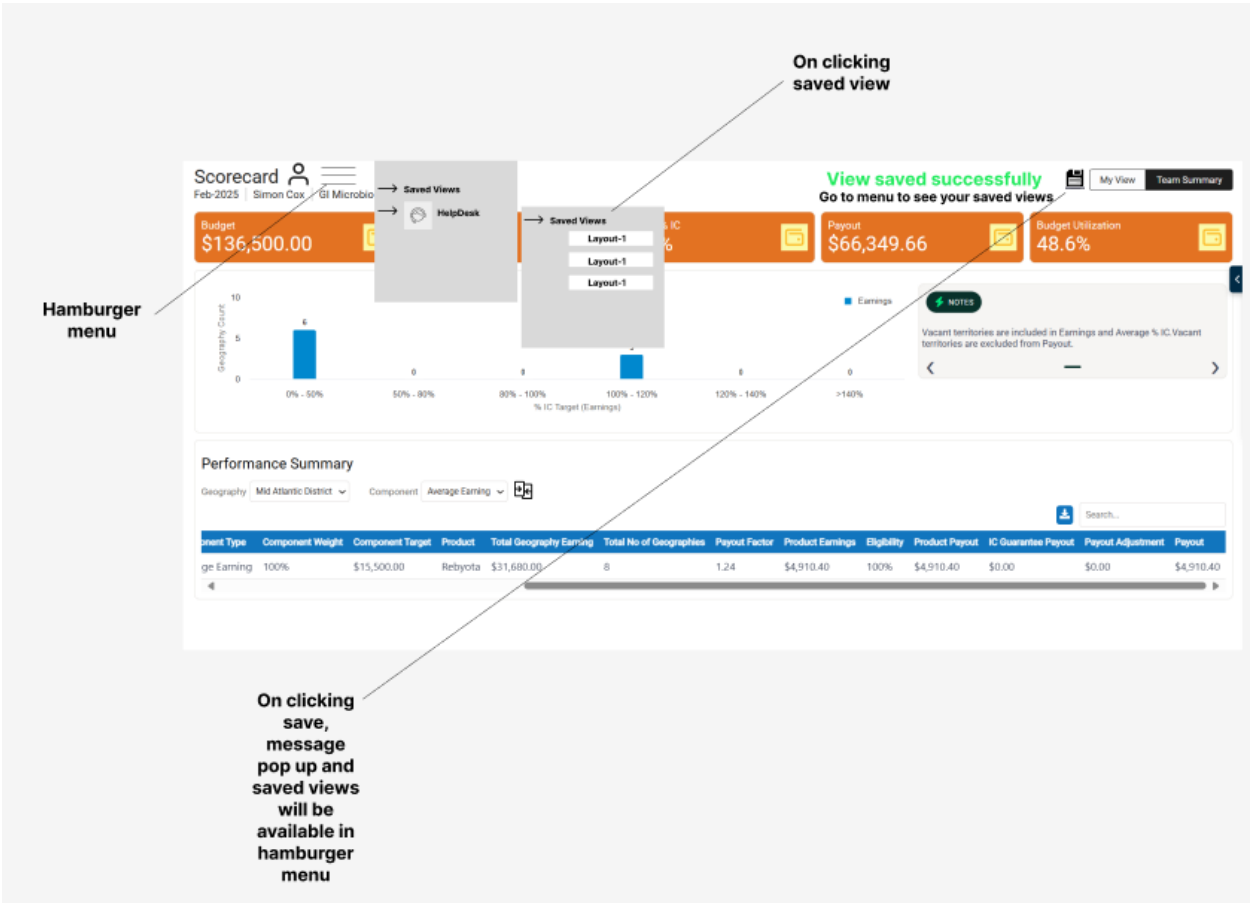 On clicking
saved view
Scorecard
Feb-2025 | Simon Cox | GI Microbio
Saved Views
HelpDesk
Saved Views
Layout-1
Layout-1
Layout-1
View saved successfully
Go to menu to see your saved views
My View
Team Summary
Budget
$136,500.00
% IC
%
Payout
$66,349.66
Budget Utilization
48.6%
Hamburger
menu
Geography Count
10
5
0
6
0
0
0
0
0% - 50%
50% - 80%
80% - 100%
100% - 120%
120% - 140%
>140%
% IC Target (Earnings)
Earnings
NOTES
Vacant territories are included in Earnings and Average % IC.Vacant
territories are excluded from Payout.
Performance Summary
Geography Mid Atlantic District Component Average Earning
Search...
onent Type Component Weight Component Target Product Total Geography Earning Total No of Geographies Payout Factor Product Earnings Eligibility Product Payout IC Guarantee Payout Payout Adjustment Payout
ge Earning 100% $15,500.00 Rebyota $31,680.00 8 1.24 $4,910.40 100% $4,910.40 $0.00 $0.00 $4,910.40
On clicking
save,
message
pop up and
saved views
will be
available in
hamburger
menu